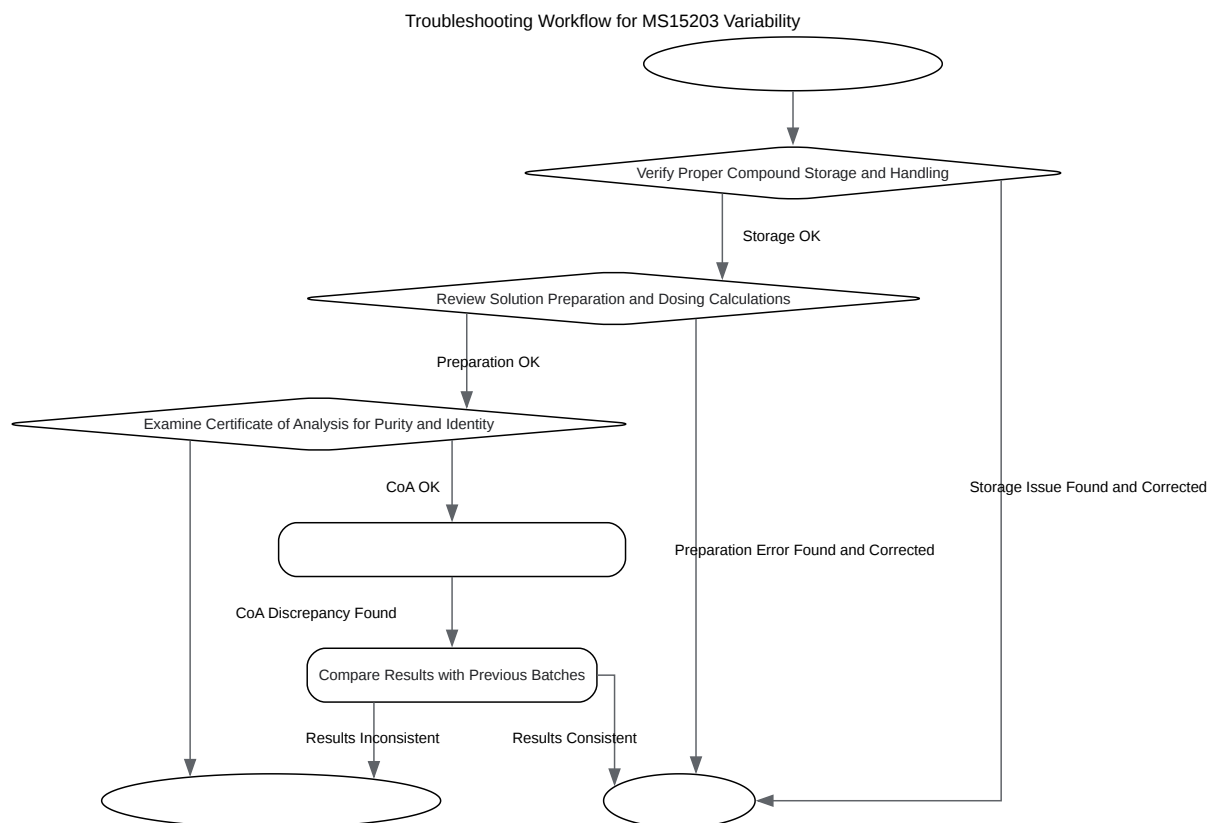 Troubleshooting Workflow for MS15203 Variability
Verify Proper Compound Storage and Handling
Storage OK
Review Solution Preparation and Dosing Calculations
Preparation OK
Examine Certificate of Analysis for Purity and Identity
CoA OK
Storage Issue Found and Corrected
Preparation Error Found and Corrected
CoA Discrepancy Found
Compare Results with Previous Batches
Results Inconsistent
Results Consistent